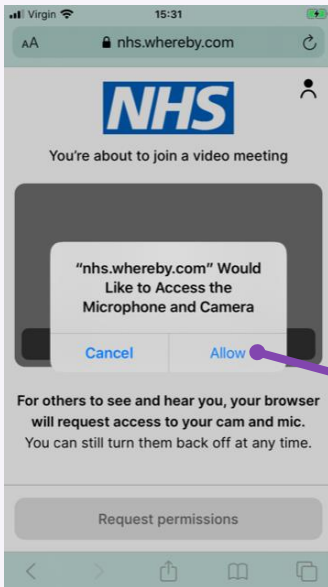 Virgin 15:31
AA nhs.whereby.com
NHS
You're about to join a video meeting
"nhs.whereby.com" Would
Like to Access the
Microphone and Camera
Cancel Allow
For others to see and hear you, your browser
will request access to your cam and mic.
You can still turn them back off at any time.
Request permissions